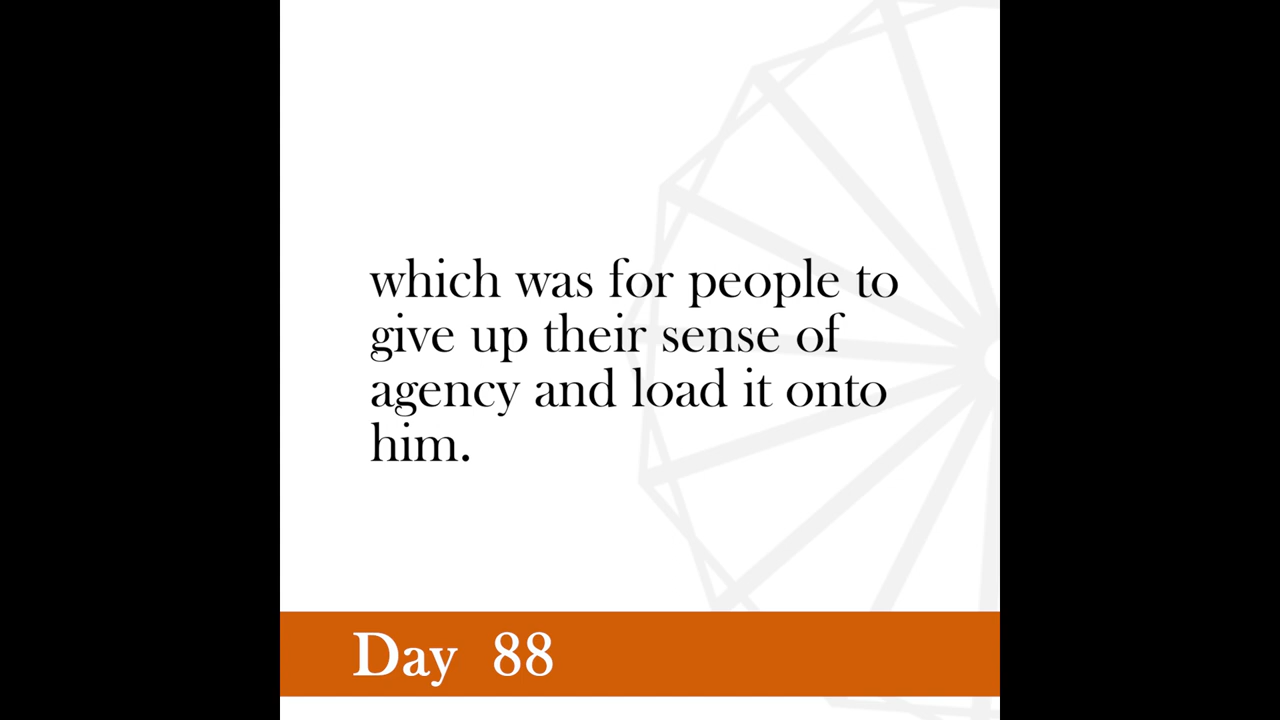 which was for people to
give up their sense of
agency and load it onto
him.
Day 88